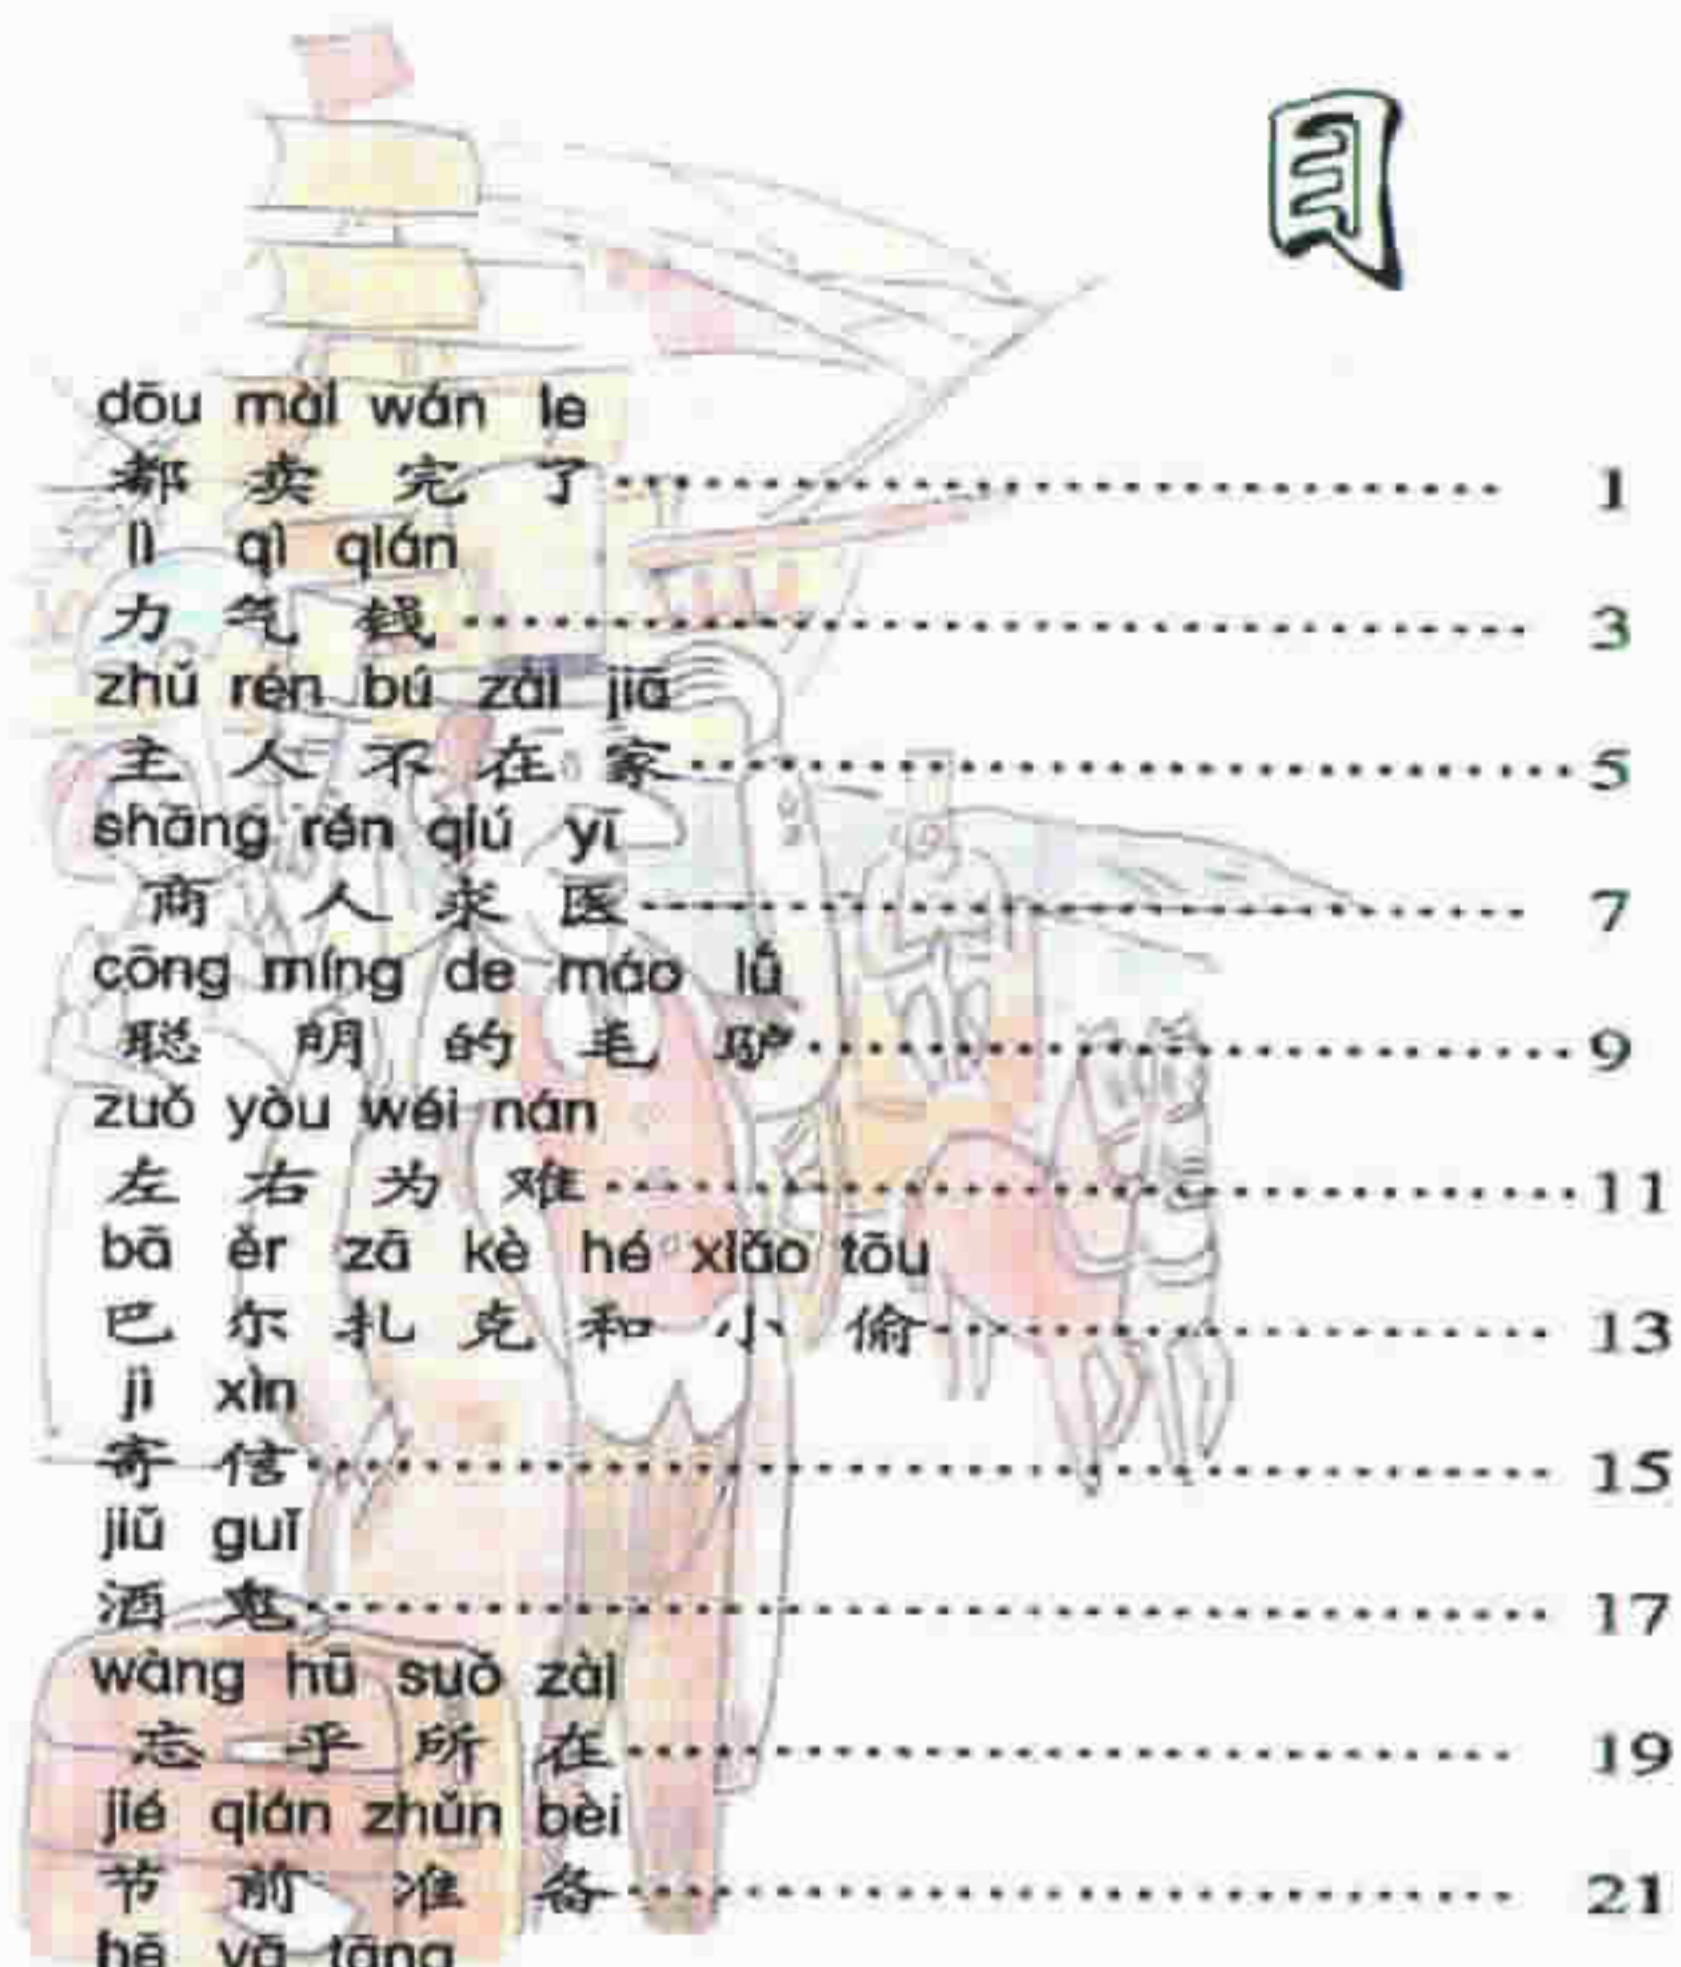 目
dōu mài wán le
都 卖 完 了 1
lì qì qián
力 气 钱 3
zhǔ rén bú zài jiā
主 人 不 在 家 5
shāng rén qiú yī
商 人 求 医 7
cōng míng de máo lǘ
聪 明 的 毛 驴 9
zuǒ yòu wéi nán
左 右 为 难 11
bā ěr zā kè hé xiǎo tōu
巴 尔 扎 克 和 小 偷 13
jì xìn
寄 信 15
jiǔ guǐ
酒 鬼 17
wàng hū suǒ zài
忘 乎 所 在 19
jié qián zhǔn bèi
节 前 准 备 21
hē yā tāng